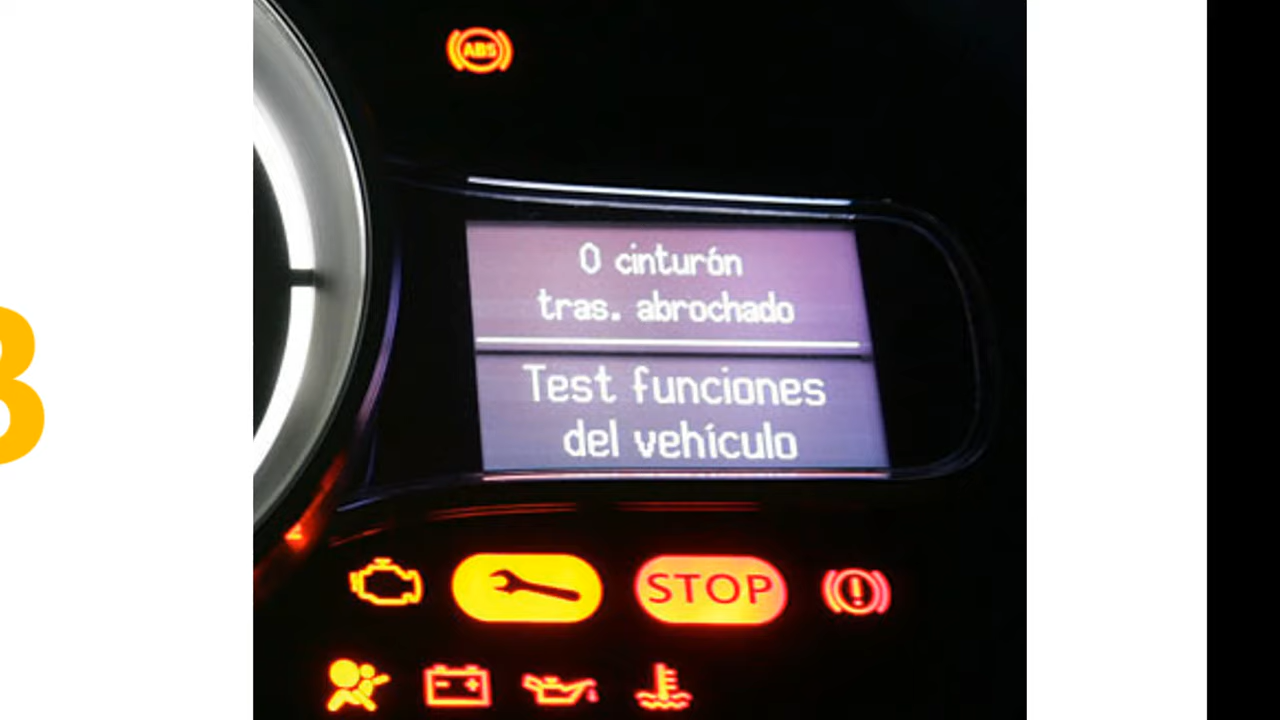 ABS
0 cinturón
tras. abrochado
Test funciones
del vehículo
STOP